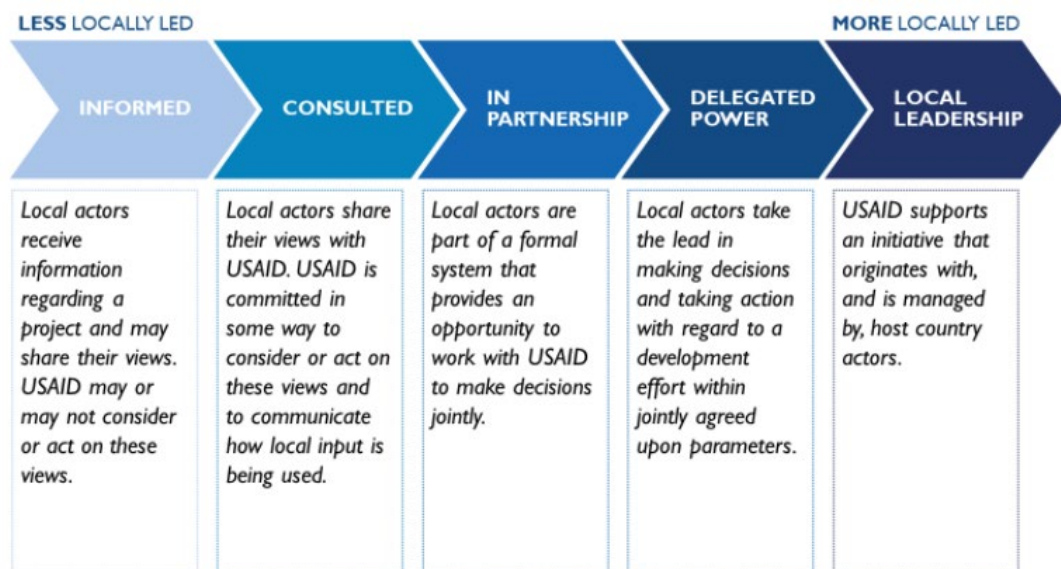 LESS LOCALLY LED
MORE LOCALLY LED
INFORMED
CONSULTED
IN
PARTNERSHIP
DELEGATED
POWER
LOCAL
LEADERSHIP
Local actors
receive
information
regarding a
project and may
share their views.
USAID may or
may not consider
or act on these
views.
Local actors share
their views with
USAID. USAID is
committed in
some way to
consider or act on
these views and
to communicate
how local input is
being used.
Local actors are
part of a formal
system that
provides an
opportunity to
work with USAID
to make decisions
jointly.
Local actors take
the lead in
making decisions
and taking action
with regard to a
development
effort within
jointly agreed
upon parameters.
USAID supports
an initiative that
originates with,
and is managed
by, host country
actors.